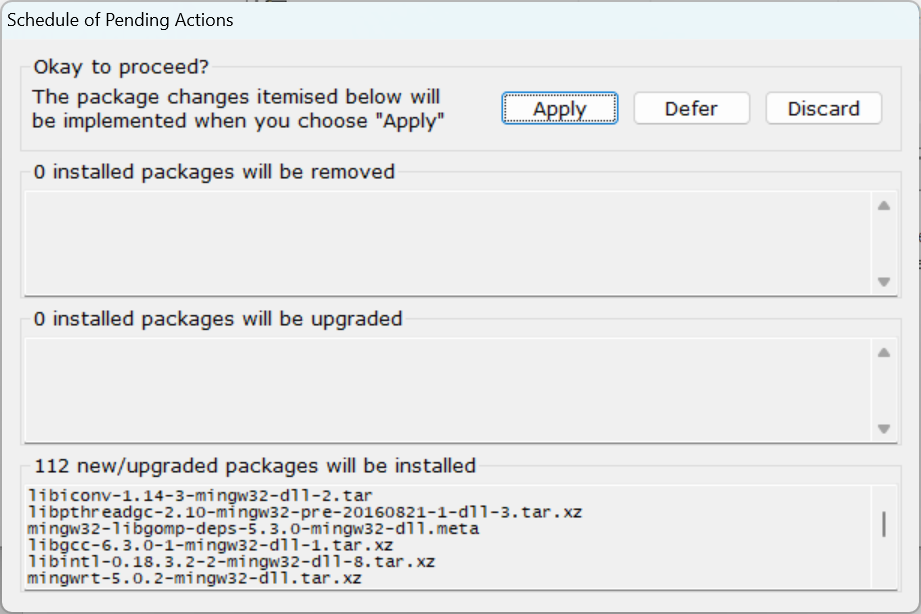 Schedule of Pending Actions
Okay to proceed?
The package changes itemised below will
be implemented when you choose "Apply"
Apply
Defer
Discard
0 installed packages will be removed
0 installed packages will be upgraded
112 new/upgraded packages will be installed
libiconv-1.14-3-mingw32-dll-2.tar
libpthreadgc-2.10-mingw32-pre-20160821-1-dll-3.tar.xz
mingw32-libgomp-deps-5.3.0-mingw32-dll.meta
libgcc-6.3.0-1-mingw32-dll-1.tar.xz
libintl-0.18.3.2-2-mingw32-dll-8.tar.xz
mingwrt-5.0.2-mingw32-dll.tar.xz